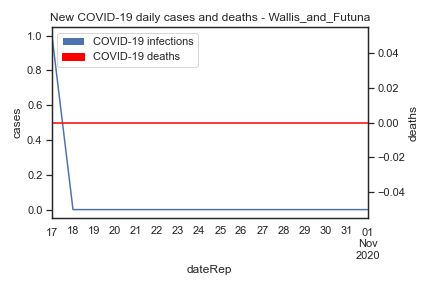 New COVID-19 daily cases and deaths - Wallis_and_Futuna
COVID-19 infections
COVID-19 deaths
1.0
0.8
0.6
0.4
0.2
0.0
cases
0.04
0.02
0.00
−0.02
−0.04
deaths
17 18 19 20 21 22 23 24 25 26 27 28 29 30 31 01
Nov
2020
dateRep